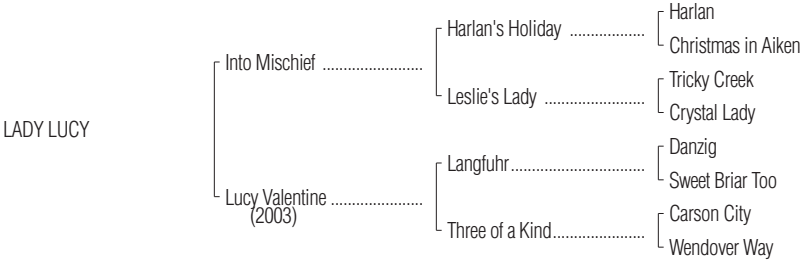 Harlan
Harlan's Holiday ..................
Christmas in Aiken
Into Mischief ........................
Tricky Creek
Leslie's Lady ........................
Crystal Lady
LADY LUCY
Danzig
Langfuhr................................
Sweet Briar Too
Lucy Valentine ......................
(2003)
Carson City
Three of a Kind......................
Wendover Way